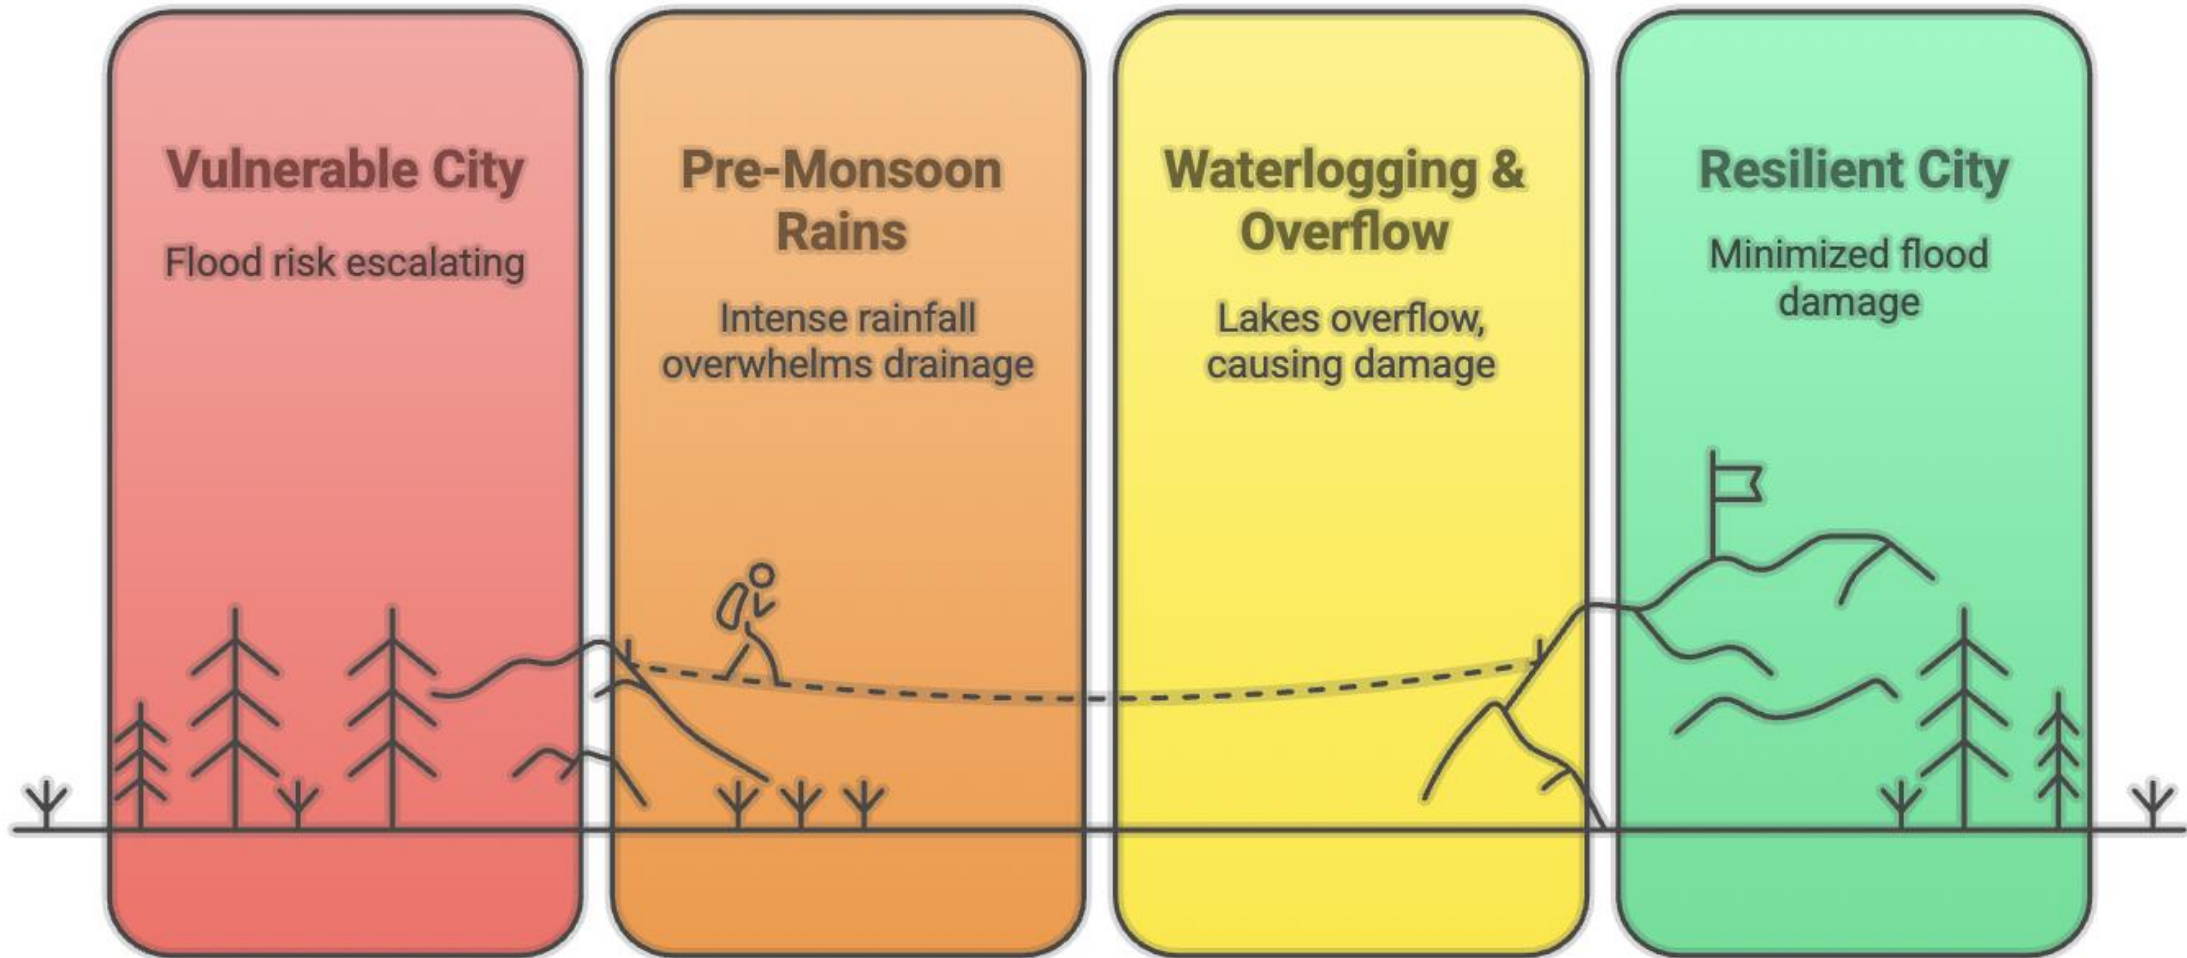 Vulnerable City
Flood risk escalating
Pre-Monsoon
Rains
Intense rainfall
overwhelms drainage
Waterlogging &
Overflow
Lakes overflow,
causing damage
Resilient City
Minimized flood
damage